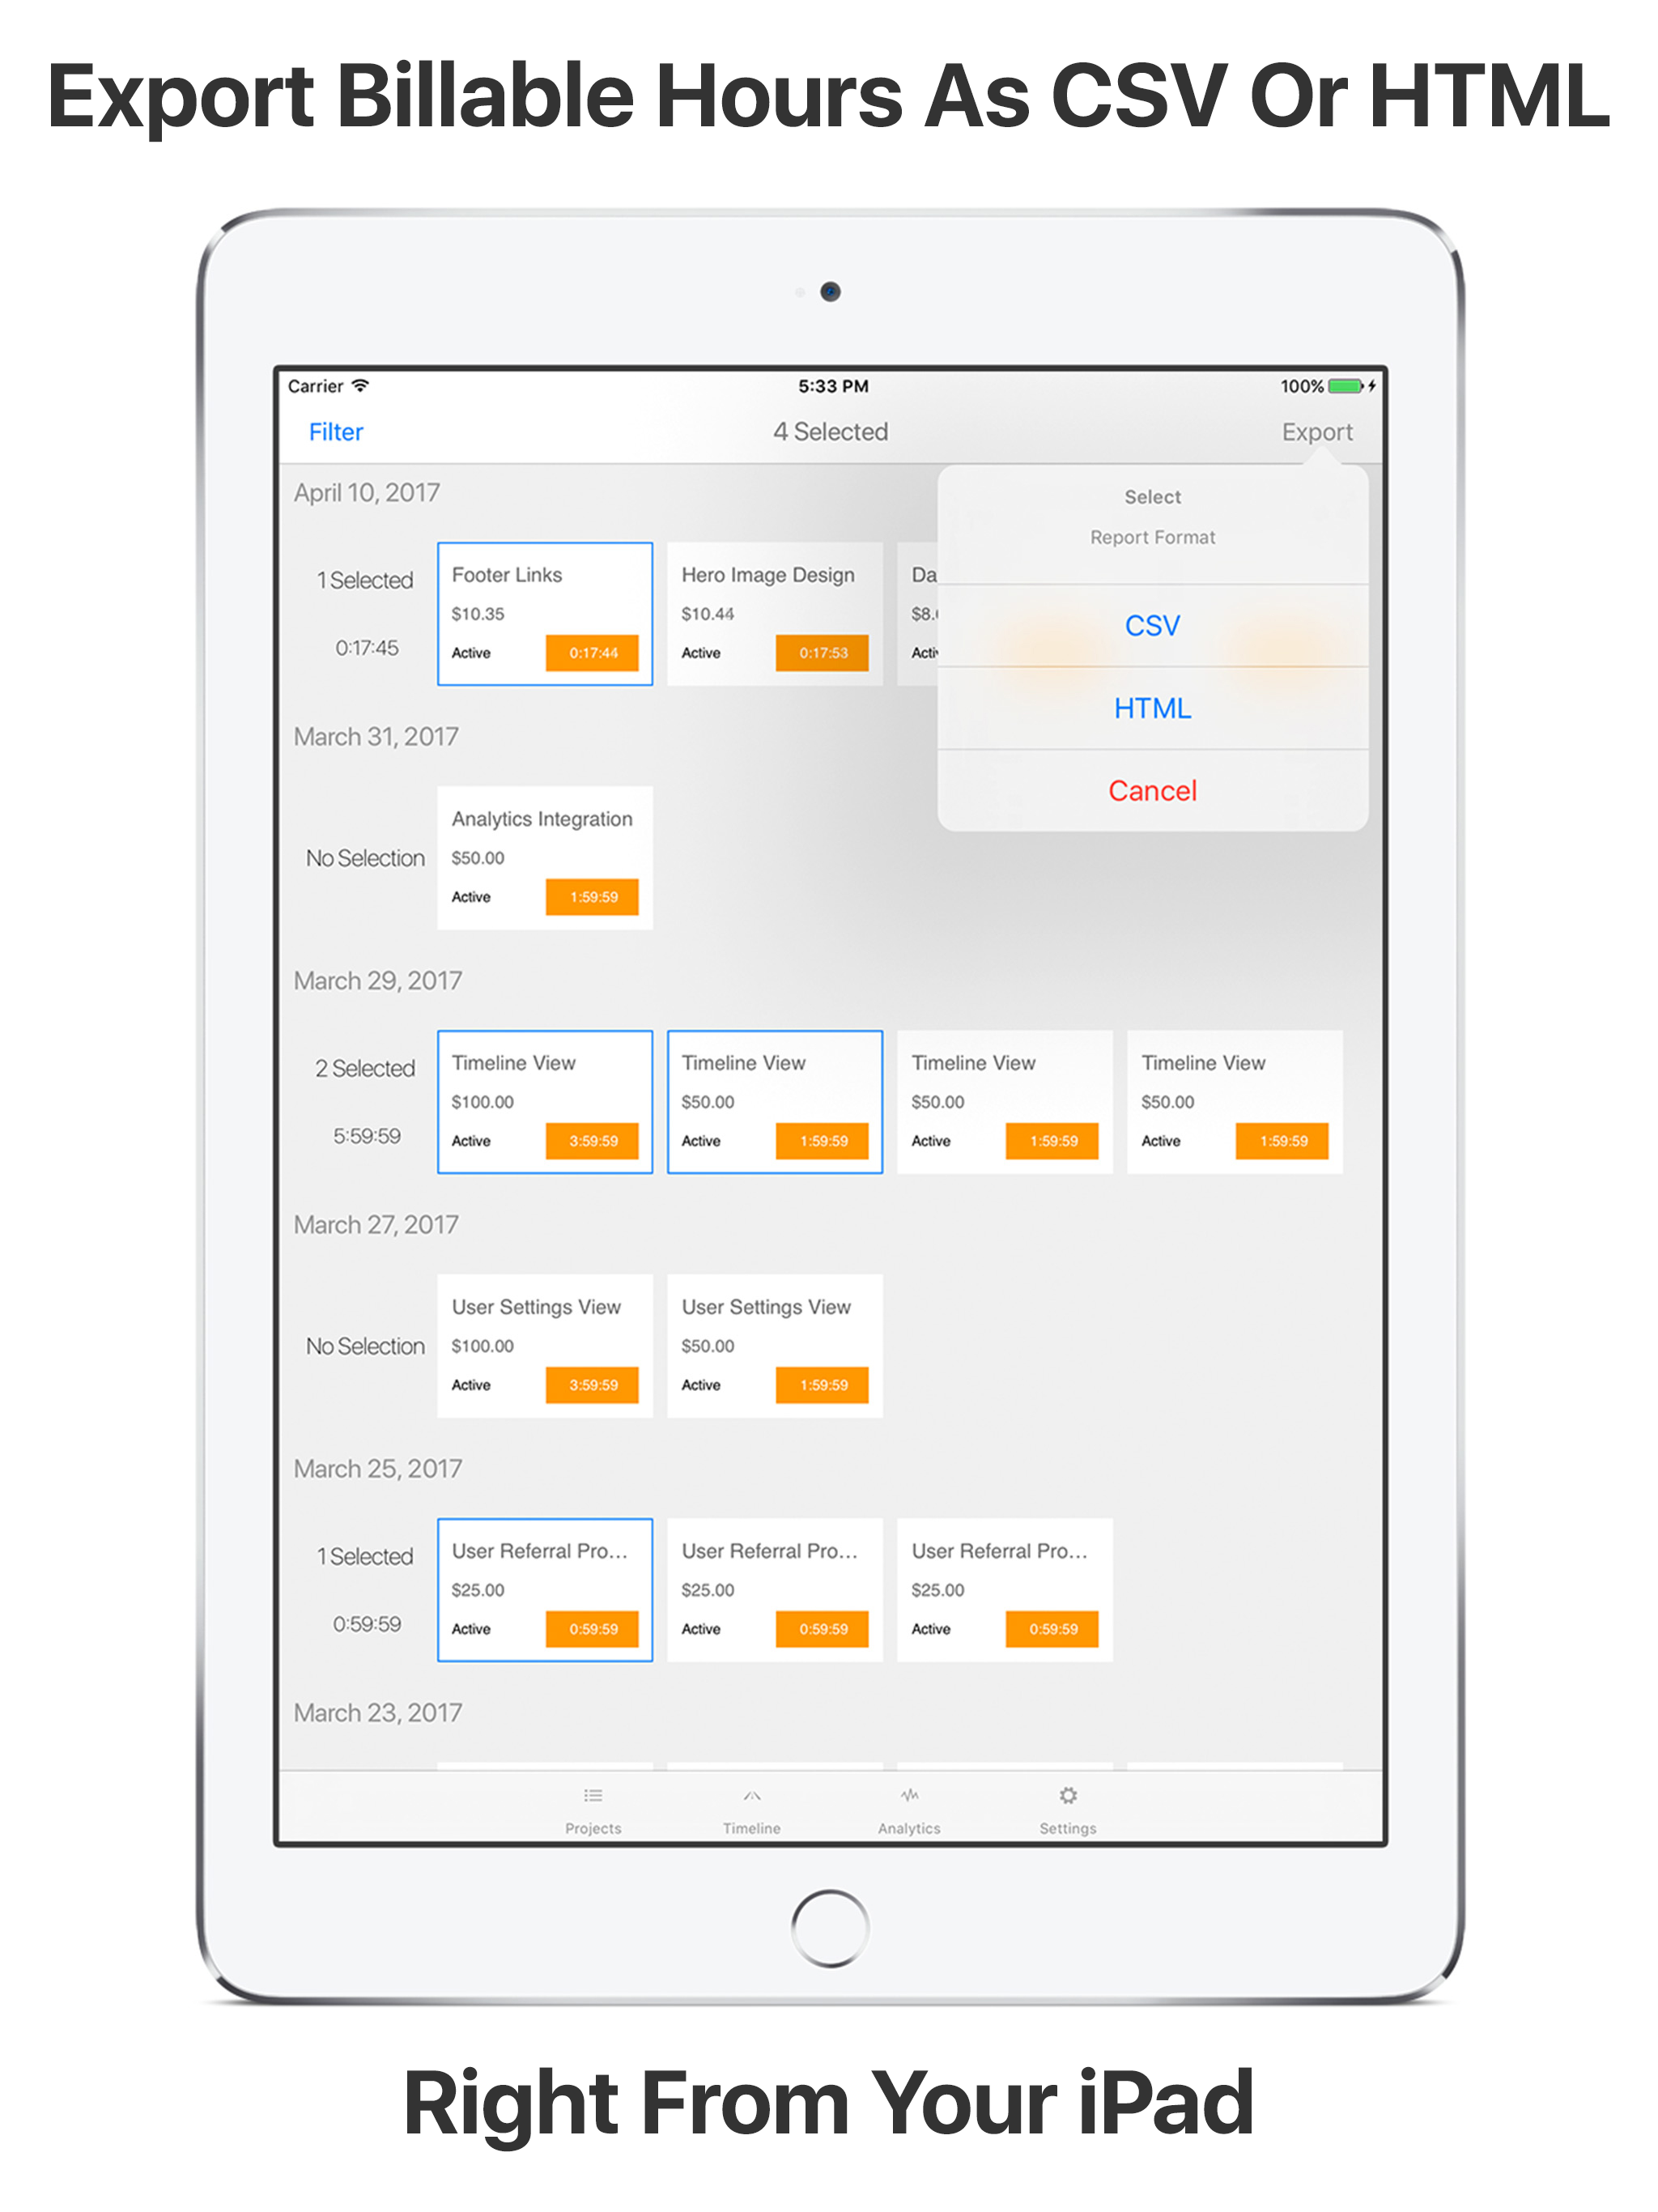 Export Billable Hours As CSV Or HTML
Carrier 5:33 PM 100%
Filter 4 Selected Export
April 10, 2017
Select
Report Format
1 Selected
0:17:45
Footer Links
$10.35
Active 0:17:44
Hero Image Design
$10.44
Active 0:17:53
CSV
HTML
Cancel
March 31, 2017
No Selection
Analytics Integration
$50.00
Active 1:59:59
March 29, 2017
2 Selected
5:59:59
Timeline View
$100.00
Active 3:59:59
Timeline View
$50.00
Active 1:59:59
Timeline View
$50.00
Active 1:59:59
Timeline View
$50.00
Active 1:59:59
March 27, 2017
No Selection
User Settings View
$100.00
Active 3:59:59
User Settings View
$50.00
Active 1:59:59
March 25, 2017
1 Selected
0:59:59
User Referral Pro...
$25.00
Active 0:59:59
User Referral Pro...
$25.00
Active 0:59:59
User Referral Pro...
$25.00
Active 0:59:59
March 23, 2017
Projects Timeline Analytics Settings
Right From Your iPad